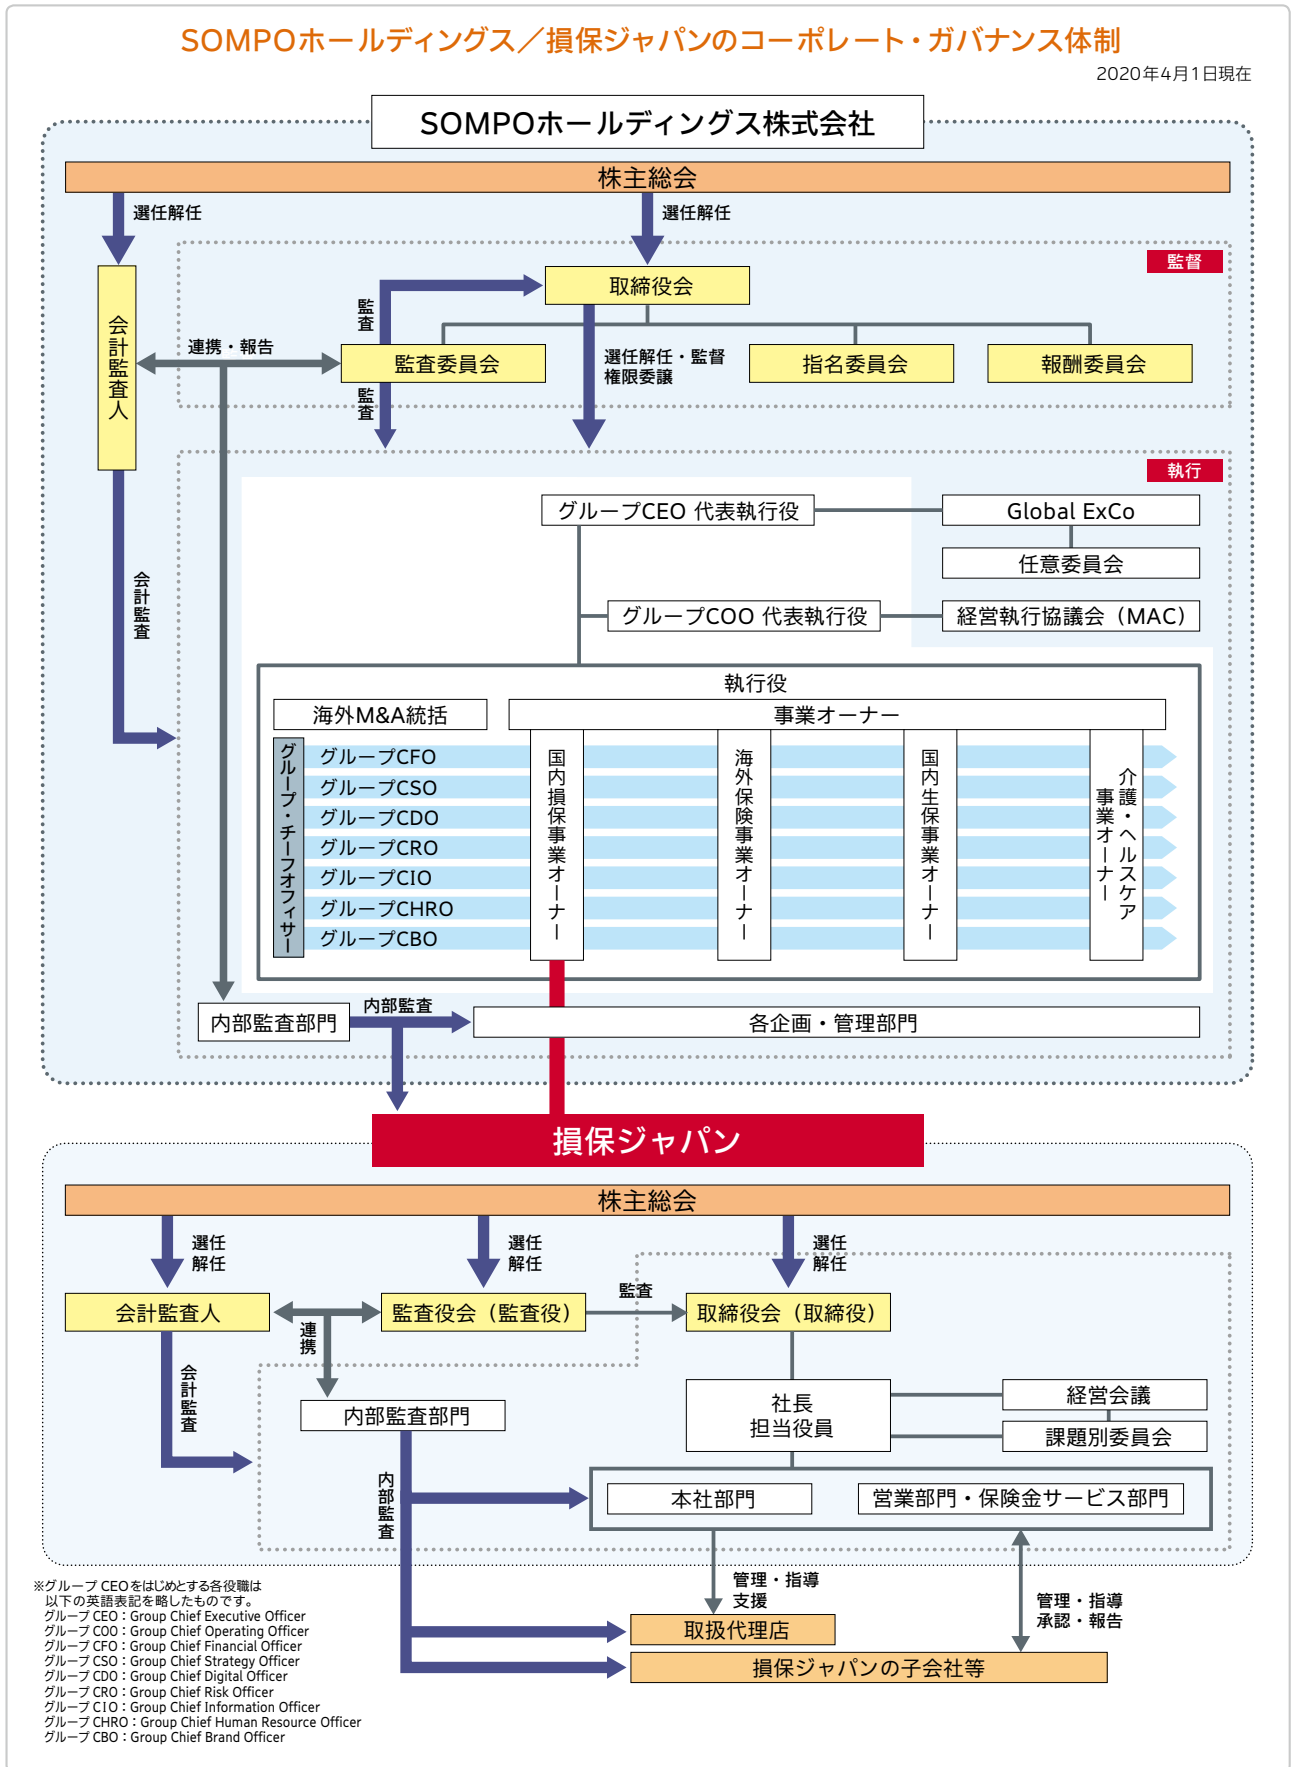 SOMPOホールディングス／損保ジャパンのコーポレート・ガバナンス体制
2020年4月1日現在
SOMPOホールディングス株式会社
株主総会
選任解任
選任解任
監督
取締役会
会計監査人
監査
連携・報告
監査委員会
選任解任・監督
権限委譲
指名委員会
報酬委員会
監査
執行
グループCEO 代表執行役
Global ExCo
任意委員会
会計監査
グループCOO 代表執行役
経営執行協議会（MAC）
執行役
海外M&A統括
事業オーナー
グループ・チーフオフィサー
グループCFO
グループCSO
グループCDO
グループCRO
グループCIO
グループCHRO
グループCBO
国内損保事業オーナー
海外保険事業オーナー
国内生保事業オーナー
介護・ヘルスケア
事業オーナー
内部監査部門
内部監査
各企画・管理部門
損保ジャパン
株主総会
選任
解任
選任
解任
選任
解任
会計監査人
連携
監査役会（監査役）
監査
取締役会（取締役）
会計監査
内部監査部門
社長
担当役員
経営会議
課題別委員会
内部監査
本社部門
営業部門・保険金サービス部門
管理・指導
支援
管理・指導
承認・報告
取扱代理店
損保ジャパンの子会社等
※グループ CEOをはじめとする各役職は
以下の英語表記を略したものです。
グループ CEO：Group Chief Executive Officer
グループ COO：Group Chief Operating Officer
グループ CFO：Group Chief Financial Officer
グループ CSO：Group Chief Strategy Officer
グループ CDO：Group Chief Digital Officer
グループ CRO：Group Chief Risk Officer
グループ CIO：Group Chief Information Officer
グループ CHRO：Group Chief Human Resource Officer
グループ CBO：Group Chief Brand Officer